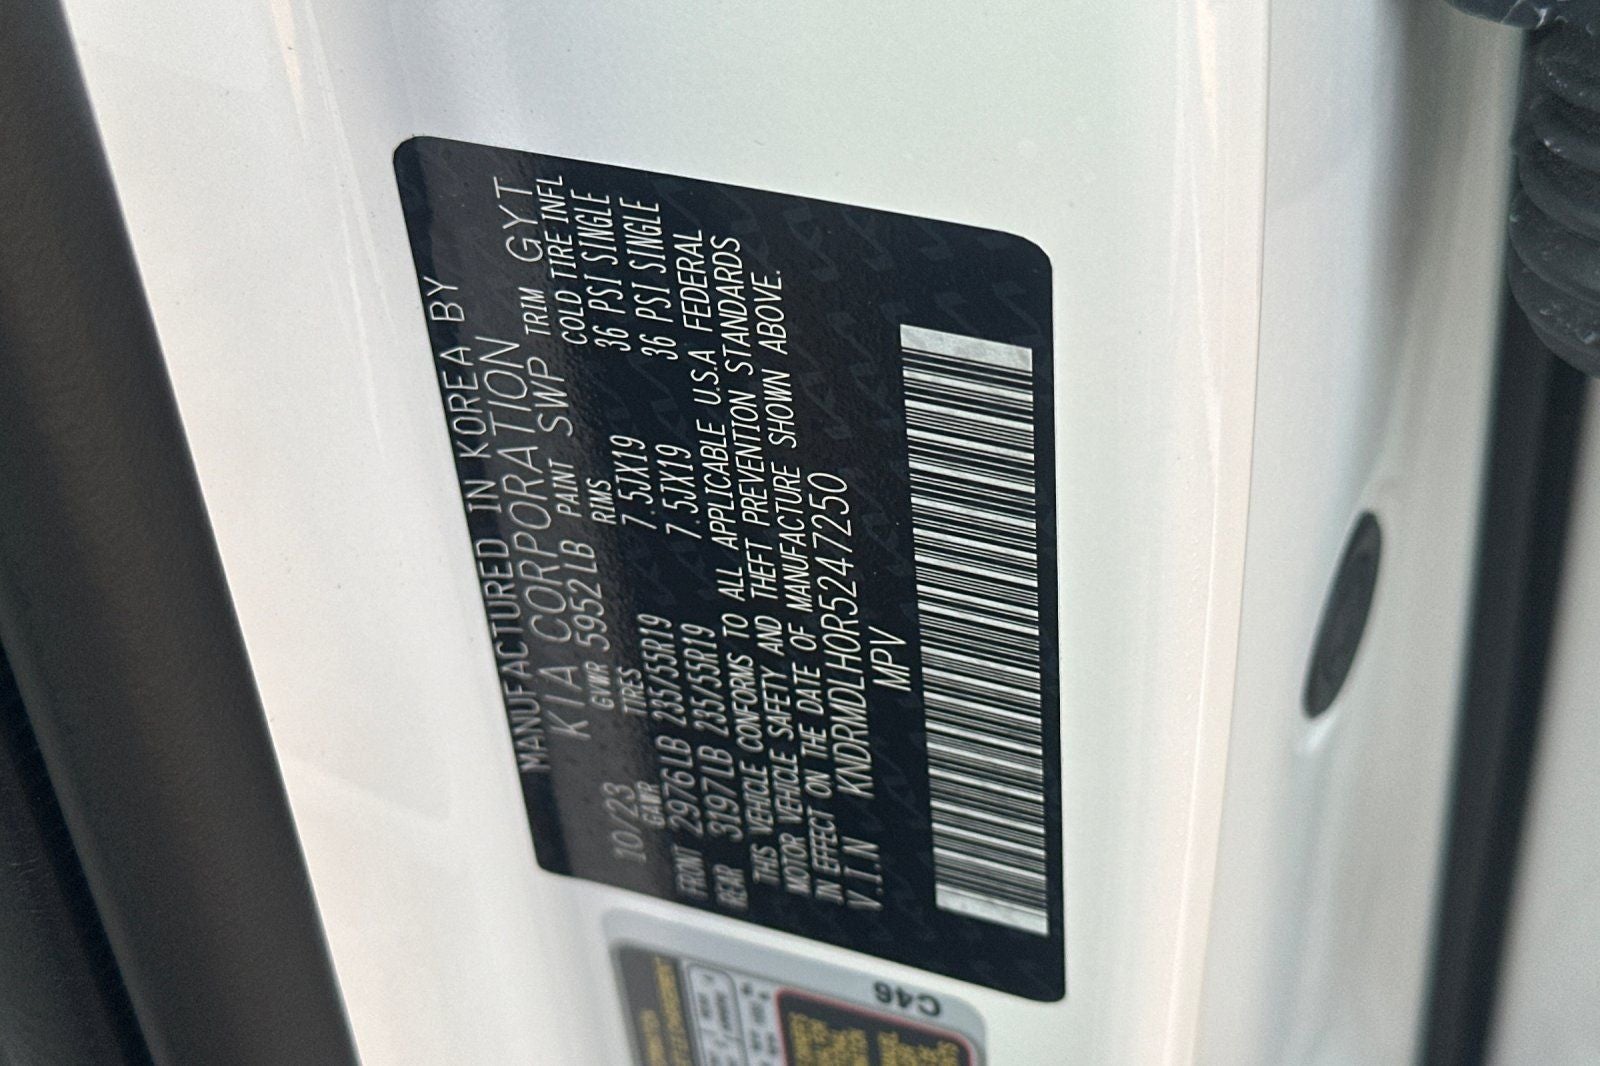 MANUFACTURED IN KOREA BY
KIA CORPORATION
10/23 GVWR 5952LB PAINT SWP TRIM GYT
GAWR TIRES RIMS COLD TIRE INFL
FRONT 2976LB 235/55R19 7.5JX19 36 PSI SINGLE
REAR 3197LB 235/55R19 7.5JX19 36 PSI SINGLE
THIS VEHICLE CONFORMS TO ALL APPLICABLE U.S.A FEDERAL
MOTOR VEHICLE SAFETY AND THEFT PREVENTION STANDARDS
IN EFFECT ON THE DATE OF MANUFACTURE SHOWN ABOVE.
V.I.N KNDRMDLH0R5247250
MPV
C46